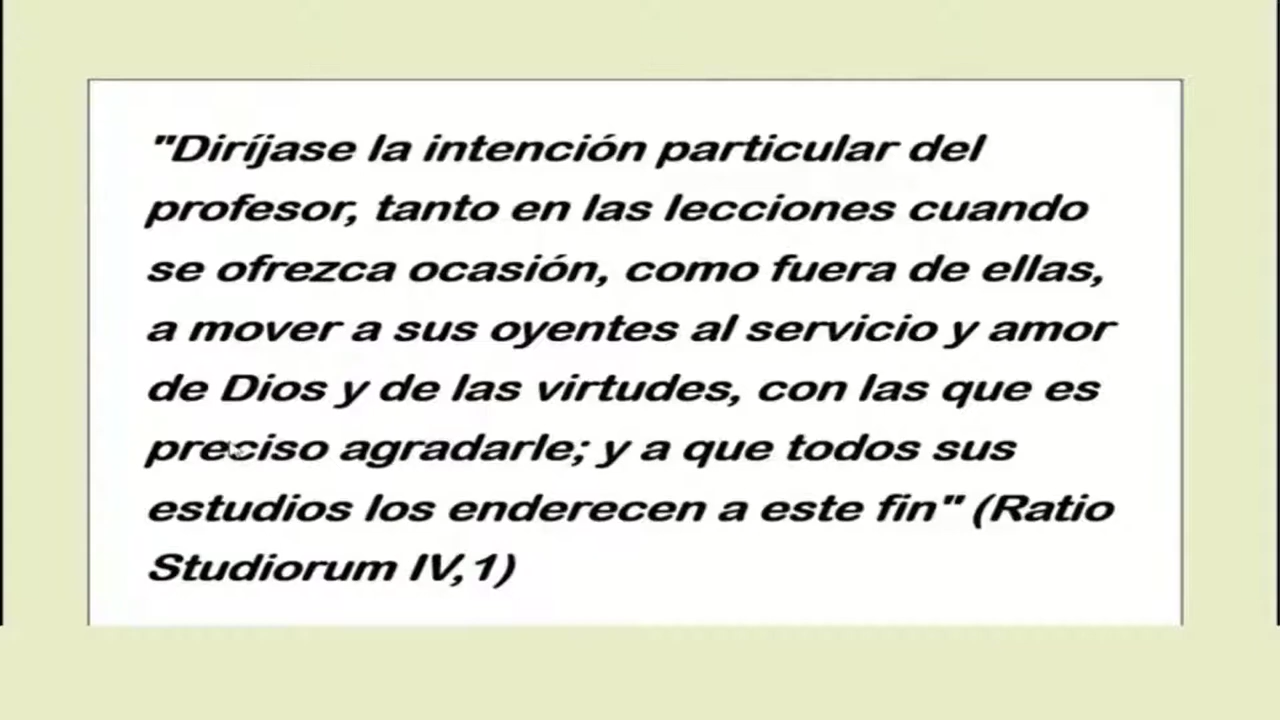 "Diríjase la intención particular del
profesor, tanto en las lecciones cuando
se ofrezca ocasión, como fuera de ellas,
a mover a sus oyentes al servicio y amor
de Dios y de las virtudes, con las que es
preciso agradarle; y a que todos sus
estudios los enderecen a este fin" (Ratio
Studiorum IV,1)